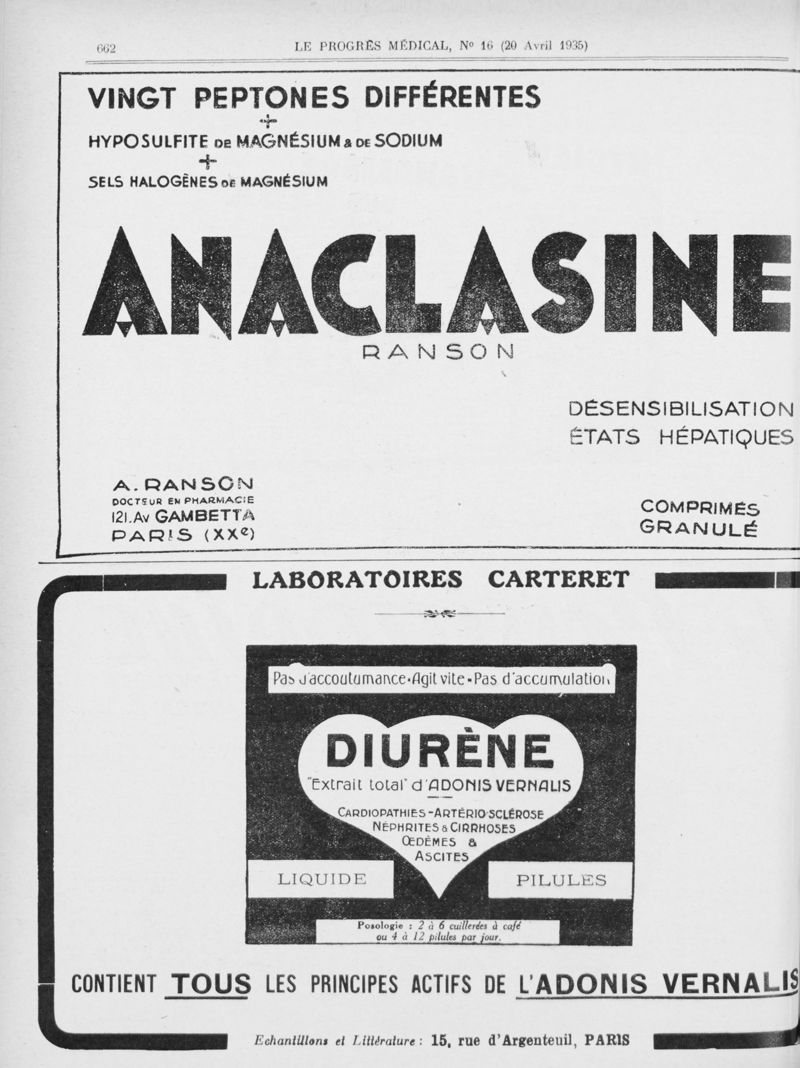 662
LE PROGRÈS MÉDICAL, No 16 (20 Avril 1935)
VINGT PEPTONES DIFFÉRENTES
+
HYPOSULFITE DE MAGNÉSIUM & DE SODIUM
+
SELS HALOGÈNES DE MAGNÉSIUM
ANACLASINE
RANSON
DÉSENSIBILISATION
ÉTATS HÉPATIQUES
A. RANSON
DOCTEUR EN PHARMACIE
121. Av GAMBETTA
PARIS (XXe)
COMPRIMÉS
GRANULÉ
LABORATOIRES CARTERET
Pas d'accoutumance • Agit vite • Pas d'accumulation
DIURÈNE
"Extrait total" d'ADONIS VERNALIS
CARDIOPATHIES - ARTÉRIO SCLÉROSE
NÉPHRITES & CIRRHOSES
ŒDÈMES &
ASCITES
LIQUIDE
PILULES
Posologie : 2 à 6 cuillerées à café
ou 4 à 12 pilules par jour.
CONTIENT TOUS LES PRINCIPES ACTIFS DE L'ADONIS VERNALIS
Echantillons et Littérature : 15, rue d'Argenteuil, PARIS